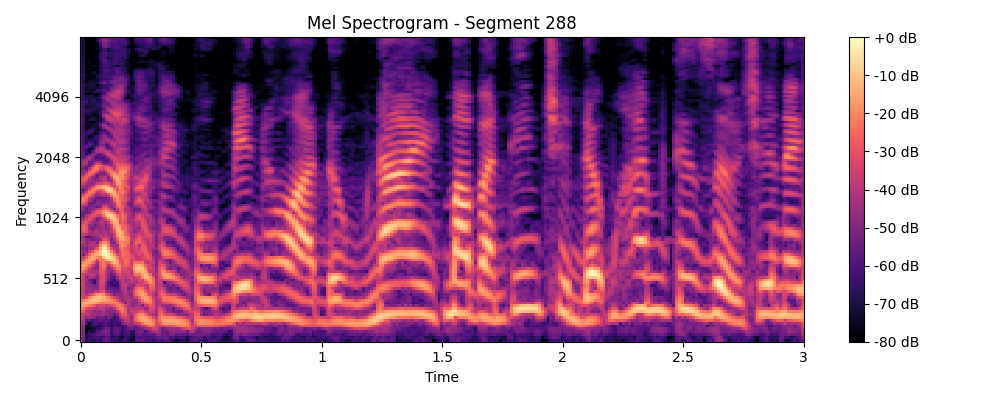 Mel Spectrogram - Segment 288
+0 dB
-10 dB
-20 dB
-30 dB
-40 dB
-50 dB
-60 dB
-70 dB
-80 dB
Frequency
4096
2048
1024
512
0
0
0.5
1
1.5
2
2.5
3
Time